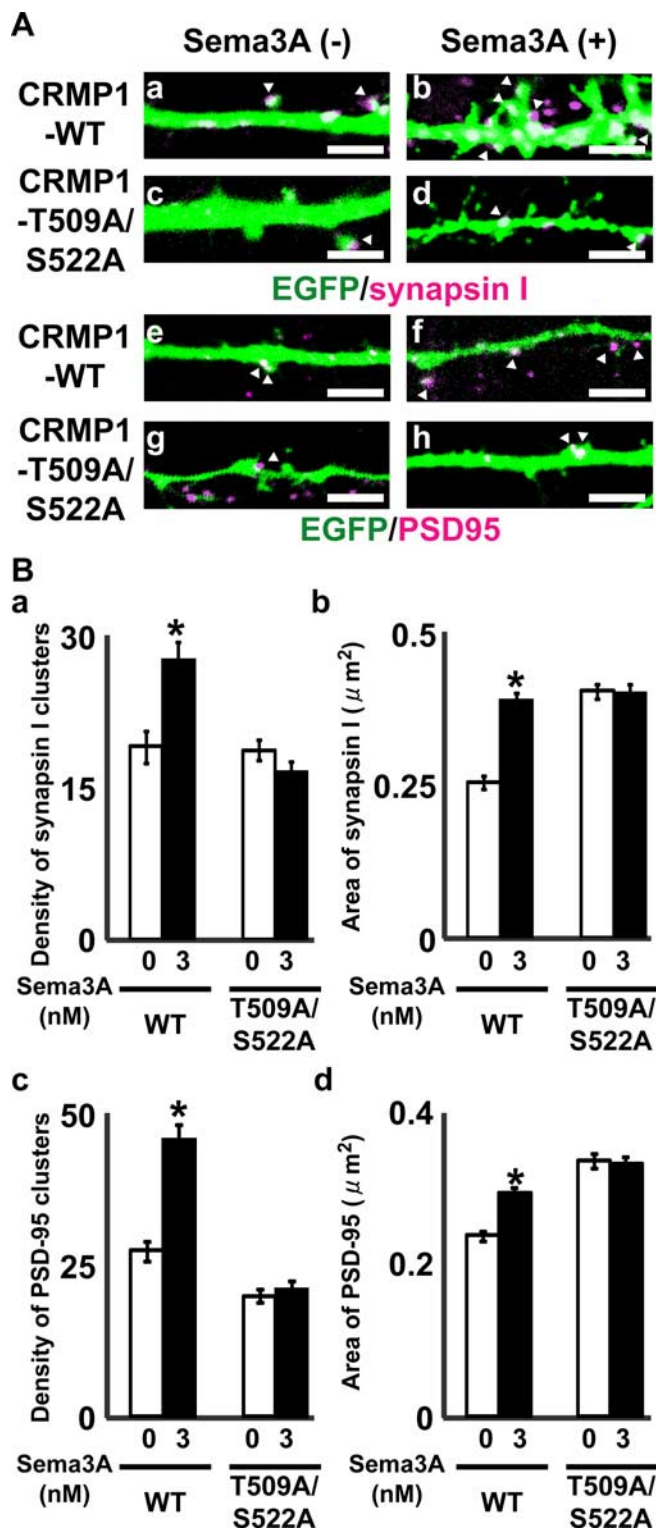 A
Sema3A (-) Sema3A (+)
CRMP1
-WT
a b
CRMP1
-T509A/
S522A
c d
EGFP/synapsin I
CRMP1
-WT
e f
CRMP1
-T509A/
S522A
g h
EGFP/PSD95
B
a
Density of synapsin I clusters
30
15
0
*
0 3 0 3
Sema3A
(nM)
WT
T509A/
S522A
b
Area of synapsin I (μm²)
0.5
0.25
0
*
0 3 0 3
Sema3A
(nM)
WT
T509A/
S522A
c
Density of PSD-95 clusters
50
25
0
*
0 3 0 3
Sema3A
(nM)
WT
T509A/
S522A
d
Area of PSD-95 (μm²)
0.4
0.2
0
*
0 3 0 3
Sema3A
(nM)
WT
T509A/
S522A